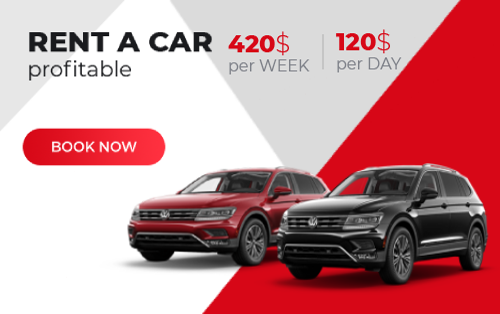 RENT A CAR
profitable
420$
per WEEK
120$
per DAY
BOOK NOW